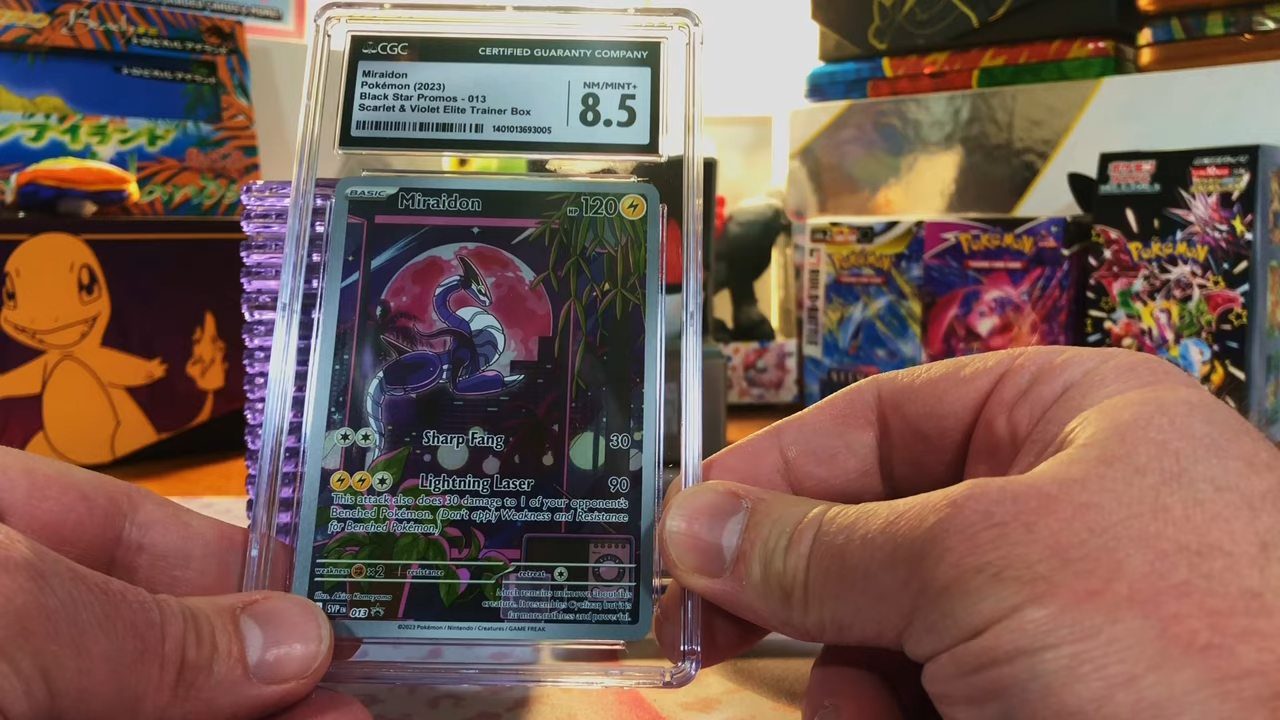 CGC
CERTIFIED GUARANTY COMPANY
Miraidon
Pokémon (2023)
Black Star Promos - 013
Scarlet & Violet Elite Trainer Box
NM/MINT+
8.5
1401013693005
BASIC
Miraidon
HP 120
Sharp Fang 30
Lightning Laser 90
This attack also does 30 damage to 1 of your opponent's
Benched Pokémon. (Don't apply Weakness and Resistance
for Benched Pokémon.)
weakness x2 resistance retreat
Illus. Akira Komayama
SVP EN 013
Much remains unknown about this
creature. It resembles Cyclizar, but it is
far more ruthless and powerful.
©2023 Pokémon / Nintendo / Creatures / GAME FREAK
POKÉMON
POKÉMON
POKÉMON